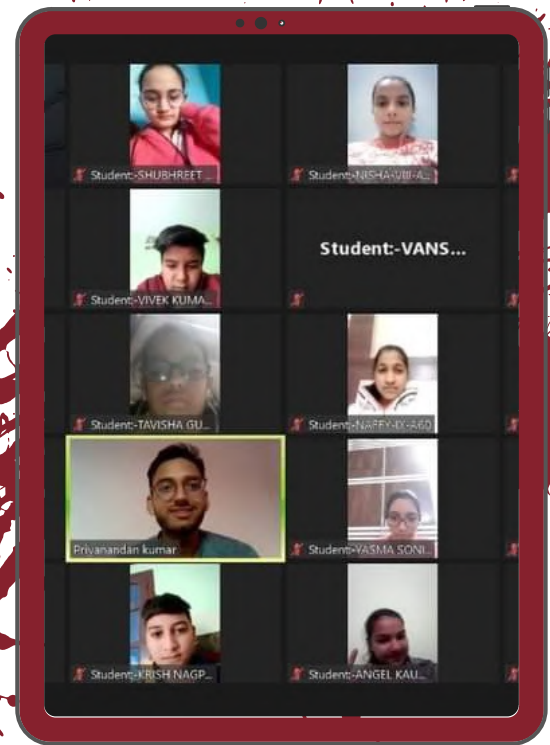 Student:-SHUBHREET ...
Student:-NISHA-VIII-A...
Student:-VIVEK KUMA...
Student:-VANS...
Student:-TAVISHA GU...
Student:-NAFFY-IX-A60
Priyanandan kumar
Student:-YASMA SONI...
Student:-KRISH NAGP...
Student:-ANGEL KAU...